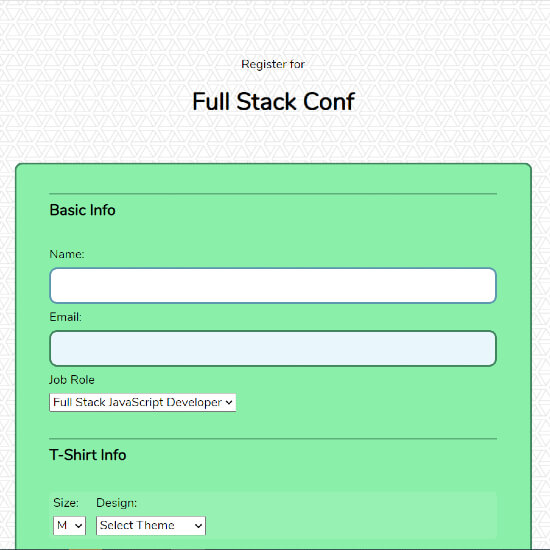 Register for
Full Stack Conf
Basic Info
Name:
Email:
Job Role
Full Stack JavaScript Developer
T-Shirt Info
Size: Design:
M Select Theme